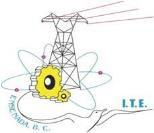 I.T.E.
ENSENADA, B. C.